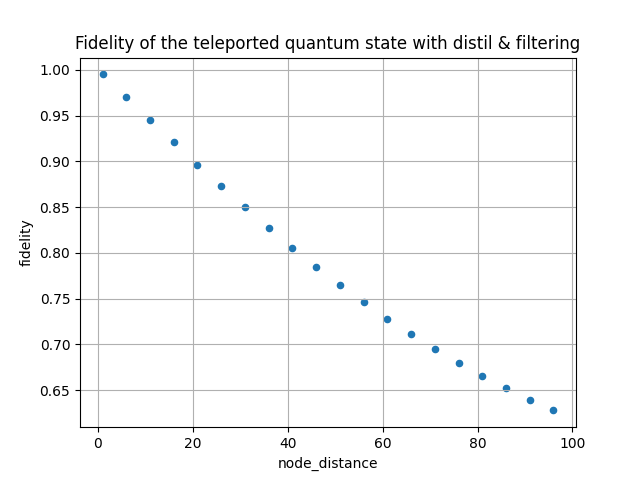 Fidelity of the teleported quantum state with distil & filtering
1.00
0.95
0.90
0.85
0.80
0.75
0.70
0.65
fidelity
0 20 40 60 80 100
node_distance